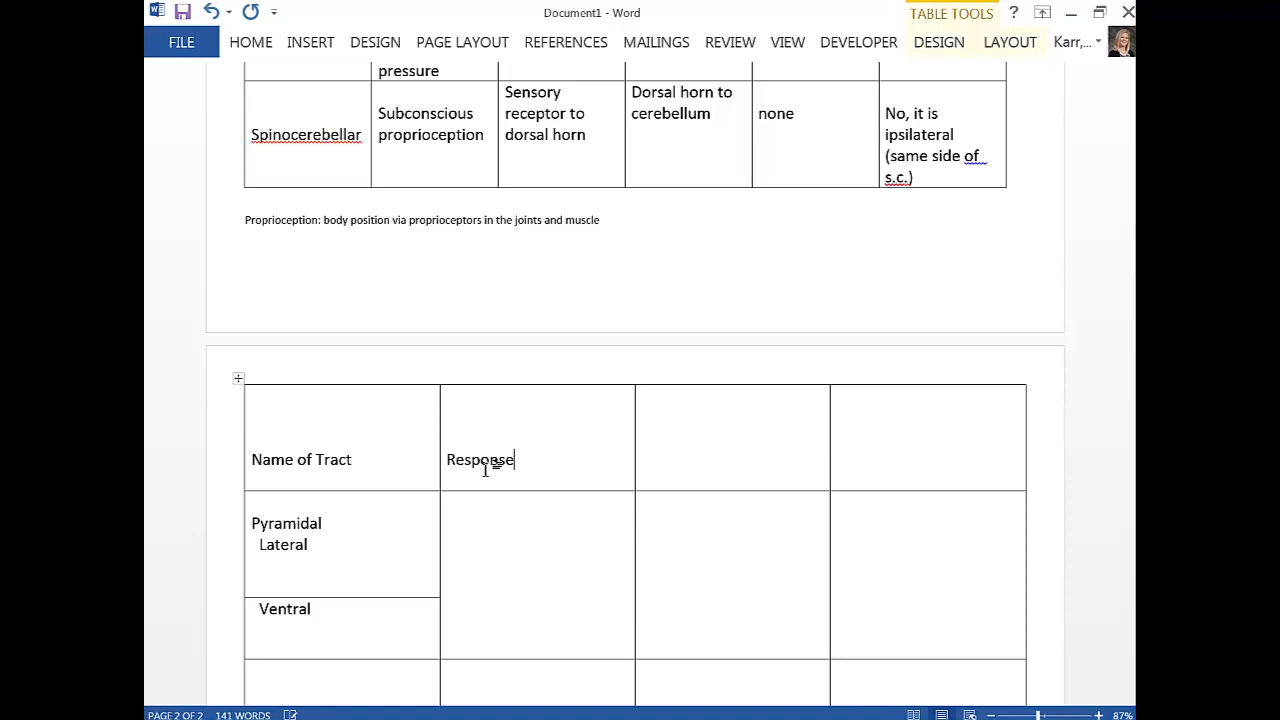 Document1 - Word
TABLE TOOLS
?
FILE
HOME
INSERT
DESIGN
PAGE LAYOUT
REFERENCES
MAILINGS
REVIEW
VIEW
DEVELOPER
DESIGN
LAYOUT
Karr,...
pressure
Spinocerebellar
Subconscious
proprioception
Sensory
receptor to
dorsal horn
Dorsal horn to
cerebellum
none
No, it is
ipsilateral
(same side of
s.c.)
Proprioception: body position via proprioceptors in the joints and muscle
Name of Tract
Response
Pyramidal
Lateral
Ventral
PAGE 2 OF 2
141 WORDS
87%